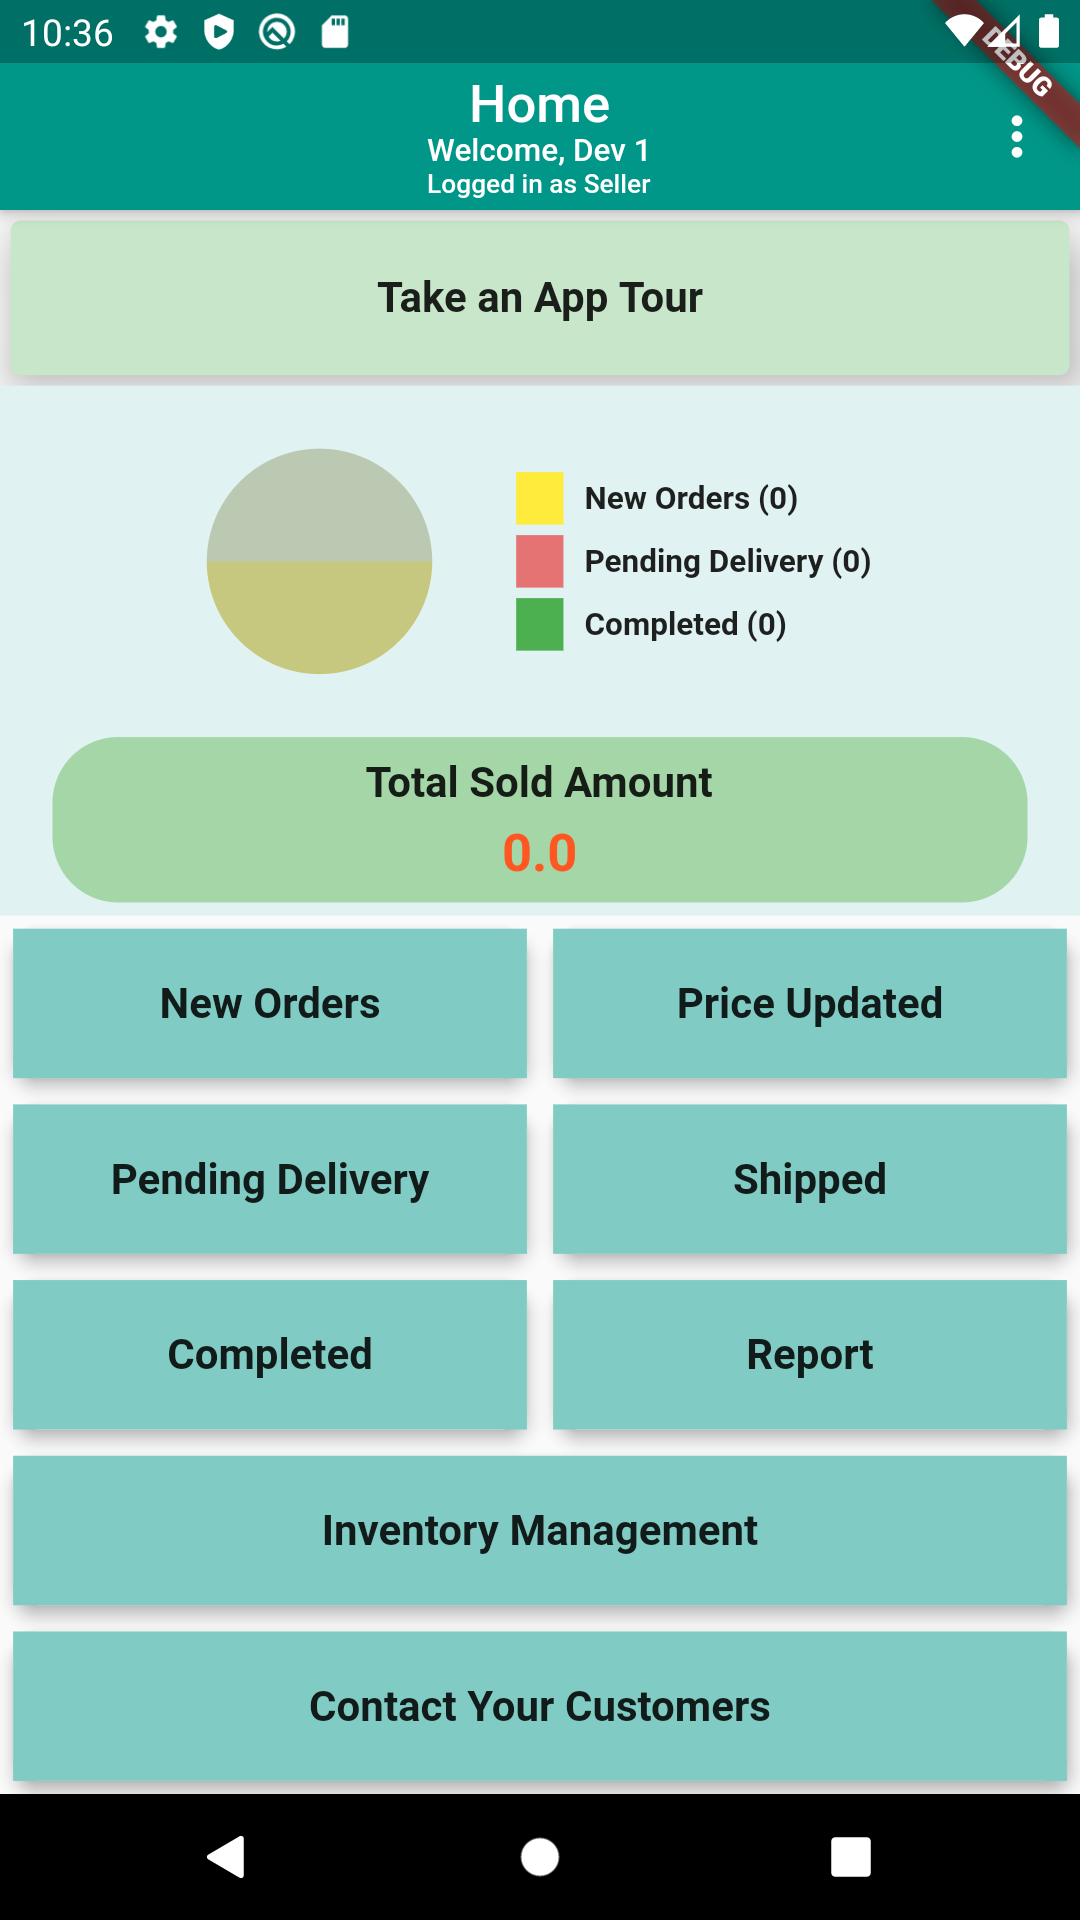 10:36
DEBUG
Home
Welcome, Dev 1
Logged in as Seller
Take an App Tour
New Orders (0)
Pending Delivery (0)
Completed (0)
Total Sold Amount
0.0
New Orders
Price Updated
Pending Delivery
Shipped
Completed
Report
Inventory Management
Contact Your Customers